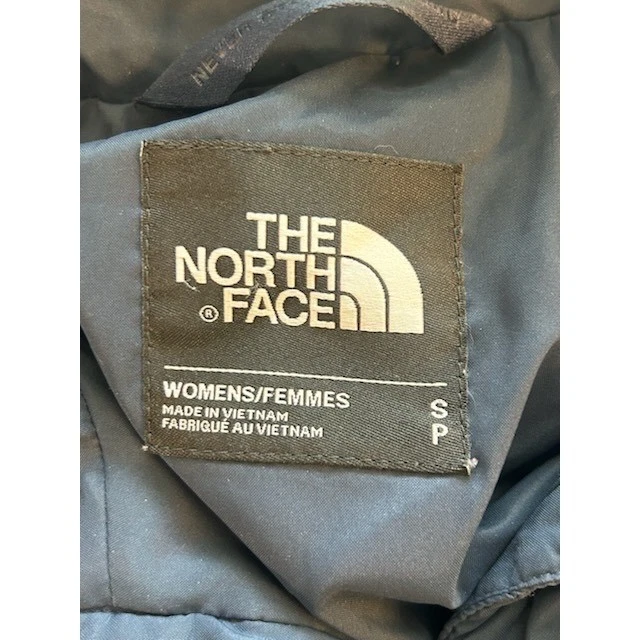 THE
NORTH
® FACE
WOMENS/FEMMES
S
MADE IN VIETNAM
P
FABRIQUÉ AU VIETNAM